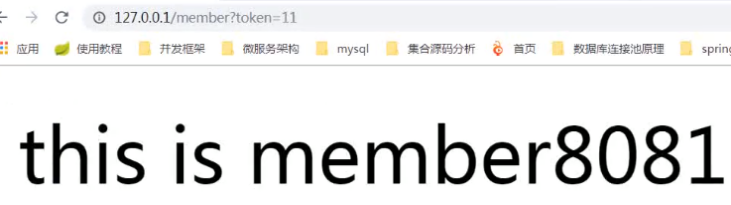 127.0.0.1/member?token=11
应用 使用教程 开发框架 微服务架构 mysql 集合源码分析 首页 数据库连接池原理 spring
this is member8081